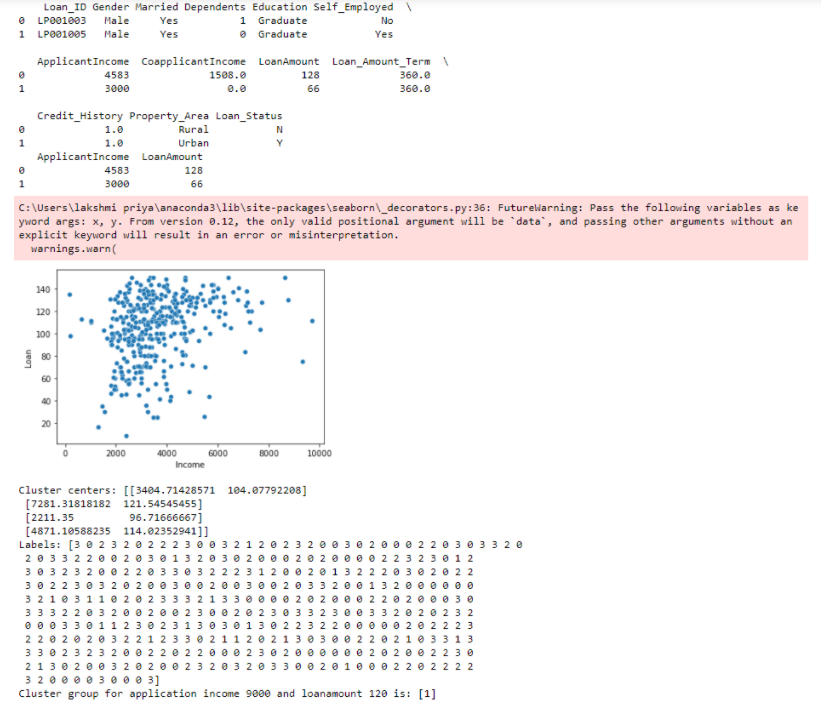 Loan_ID Gender Married Dependents Education Self_Employed \
0 LP001003 Male Yes 1 Graduate No
1 LP001005 Male Yes 0 Graduate Yes
ApplicantIncome CoapplicantIncome LoanAmount Loan_Amount_Term \
0 4583 1508.0 128 360.0
1 3000 0.0 66 360.0
Credit_History Property_Area Loan_Status
0 1.0 Rural N
1 1.0 Urban Y
ApplicantIncome LoanAmount
0 4583 128
1 3000 66
C:\Users\lakshmi priya\anaconda3\lib\site-packages\seaborn\_decorators.py:36: FutureWarning: Pass the following variables as ke
yword args: x, y. From version 0.12, the only valid positional argument will be `data`, and passing other arguments without an
explicit keyword will result in an error or misinterpretation.
warnings.warn(
140
120
100
80
60
40
20
Loan
0 2000 4000 6000 8000 10000
Income
Cluster centers: [[3404.71428571 104.07792208]
[7281.31818182 121.54545455]
[2211.35 96.71666667]
[4871.10588235 114.02352941]]
Labels: [3 0 2 3 2 0 2 2 2 3 0 0 3 2 1 2 0 2 3 2 0 0 3 0 2 0 0 0 2 2 0 3 0 3 3 2 0
2 0 3 3 2 2 0 0 2 0 3 0 1 3 2 0 3 0 2 0 0 0 2 0 2 0 0 0 0 2 2 3 2 3 0 1 2
3 0 3 2 3 2 0 0 2 2 0 3 3 0 3 2 2 2 3 1 2 0 0 2 0 1 3 2 2 2 0 3 0 2 0 2 2
3 0 2 2 3 0 3 2 0 2 0 0 3 0 0 2 0 0 3 0 0 2 0 3 3 2 0 0 1 3 2 0 0 0 0 0 0
3 2 1 0 3 1 1 0 2 0 2 3 3 3 2 1 3 3 0 0 0 0 2 0 2 0 0 0 2 2 0 2 0 0 0 3 0
3 3 3 2 2 0 3 2 0 0 2 0 0 2 3 0 0 2 0 2 3 0 3 3 2 3 0 0 3 3 2 0 2 0 2 3 2
0 0 0 3 3 0 1 1 2 3 0 2 3 1 3 0 3 0 1 3 0 2 2 3 2 2 0 0 0 0 0 2 0 2 2 2 3
2 2 0 2 0 2 0 3 2 2 1 2 3 3 0 2 1 1 2 0 2 1 3 0 3 0 0 2 2 0 2 1 0 3 3 1 3
3 3 0 2 3 2 3 2 0 0 2 2 0 2 2 0 0 0 2 3 0 2 0 0 0 0 0 0 2 0 2 0 0 2 2 3 0
2 1 3 0 2 0 0 3 2 0 2 0 0 2 3 2 0 3 2 0 3 3 0 0 2 0 1 0 0 0 2 2 0 2 2 2 2
3 2 0 0 0 0 3 0 0 0 3]
Cluster group for application income 9000 and loanamount 120 is: [1]